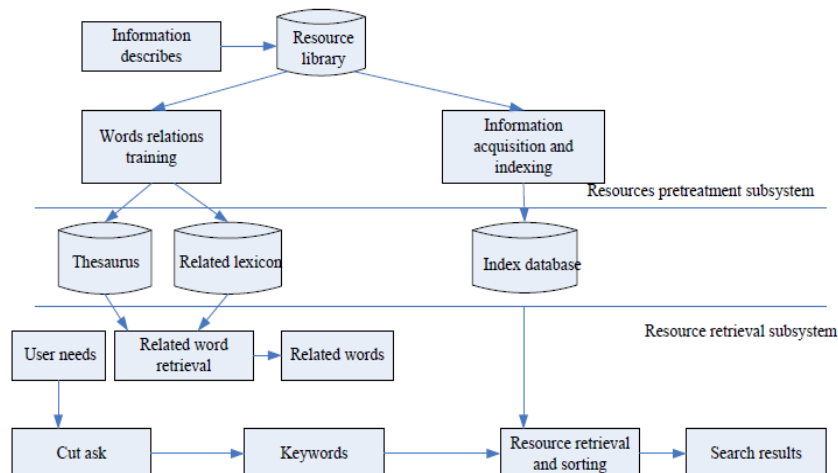 Information
describes
Resource
library
Words relations
training
Information
acquisition and
indexing
Resources pretreatment subsystem
Thesaurus
Related lexicon
Index database
Resource retrieval subsystem
User needs
Related word
retrieval
Related words
Cut ask
Keywords
Resource retrieval
and sorting
Search results